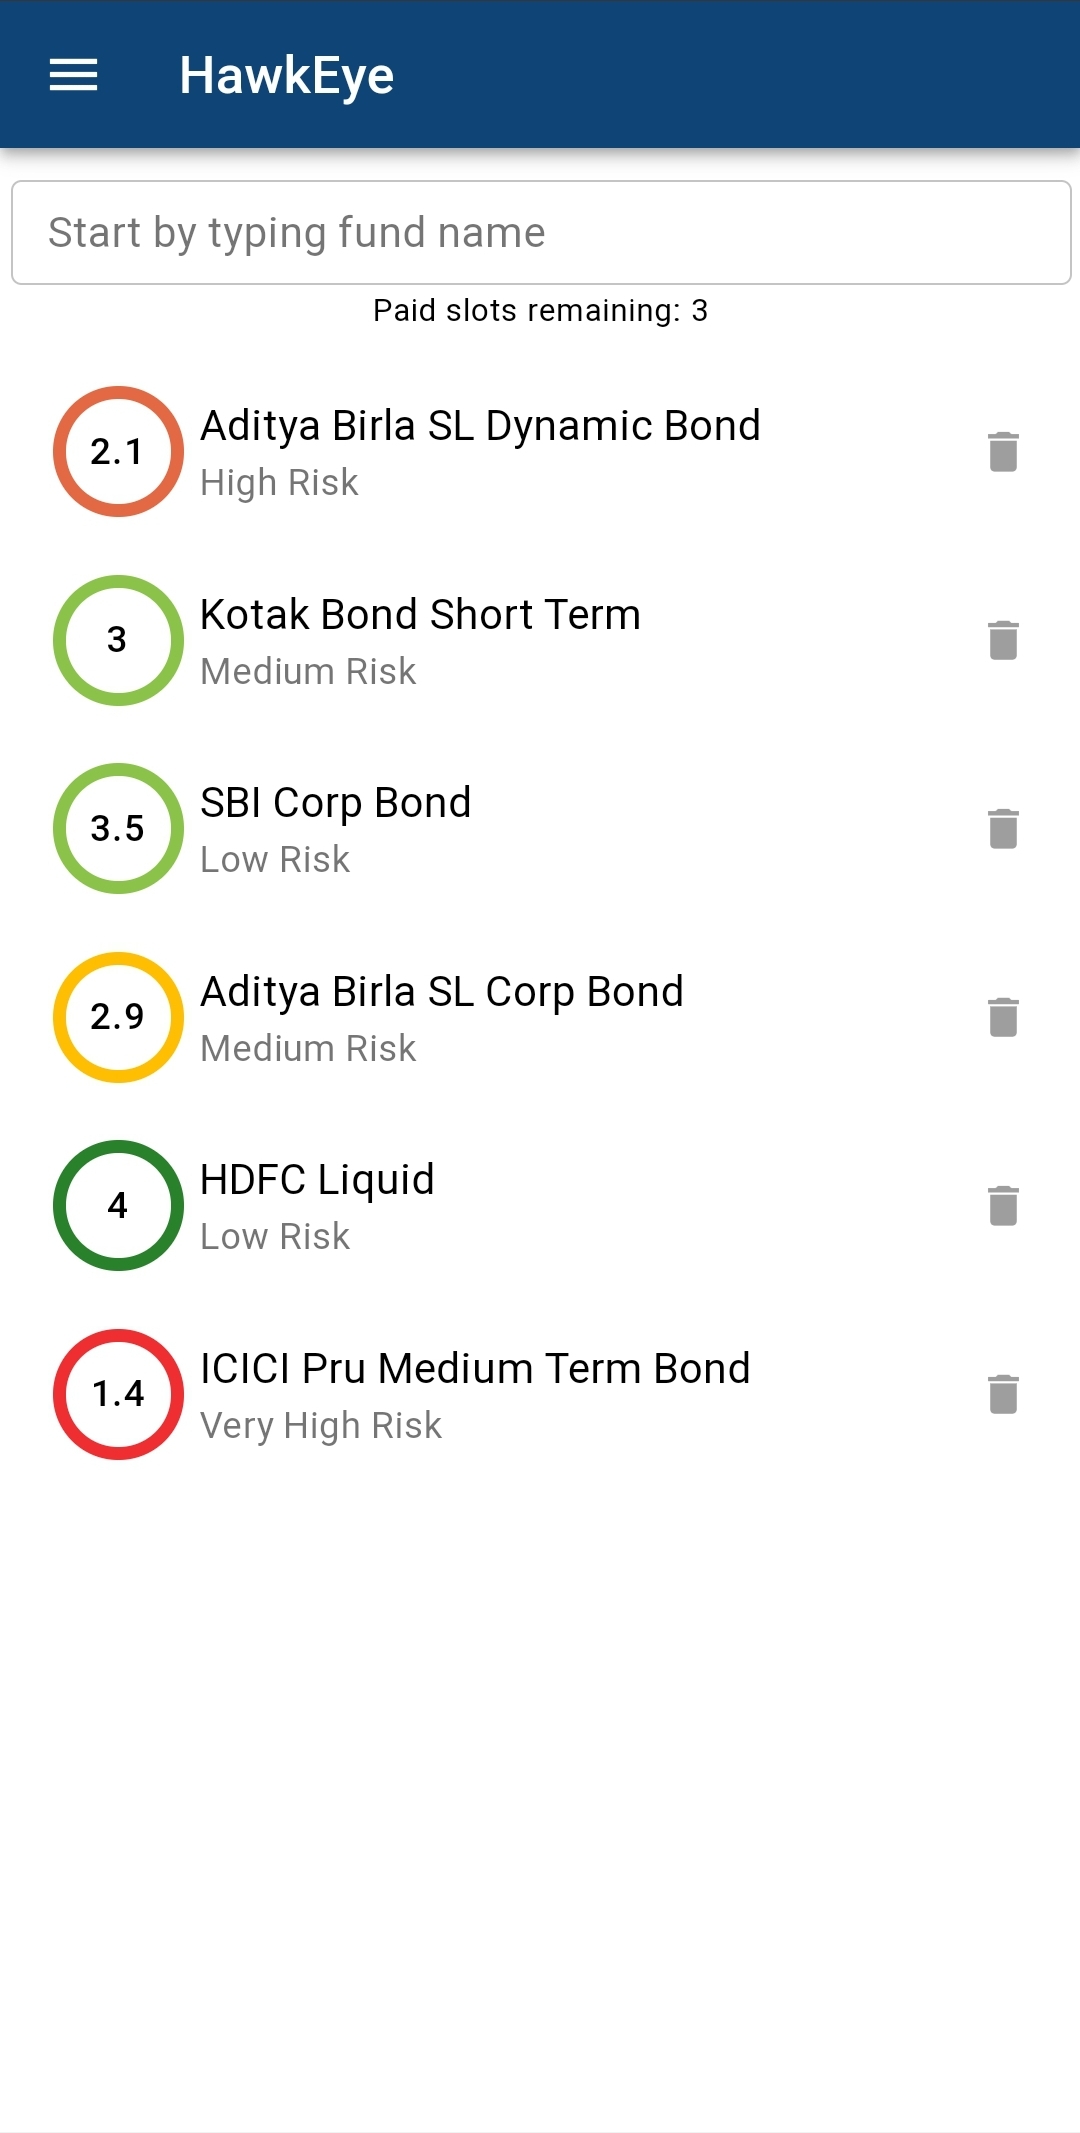 HawkEye
Start by typing fund name
Paid slots remaining: 3
2.1
Aditya Birla SL Dynamic Bond
High Risk
3
Kotak Bond Short Term
Medium Risk
3.5
SBI Corp Bond
Low Risk
2.9
Aditya Birla SL Corp Bond
Medium Risk
4
HDFC Liquid
Low Risk
1.4
ICICI Pru Medium Term Bond
Very High Risk